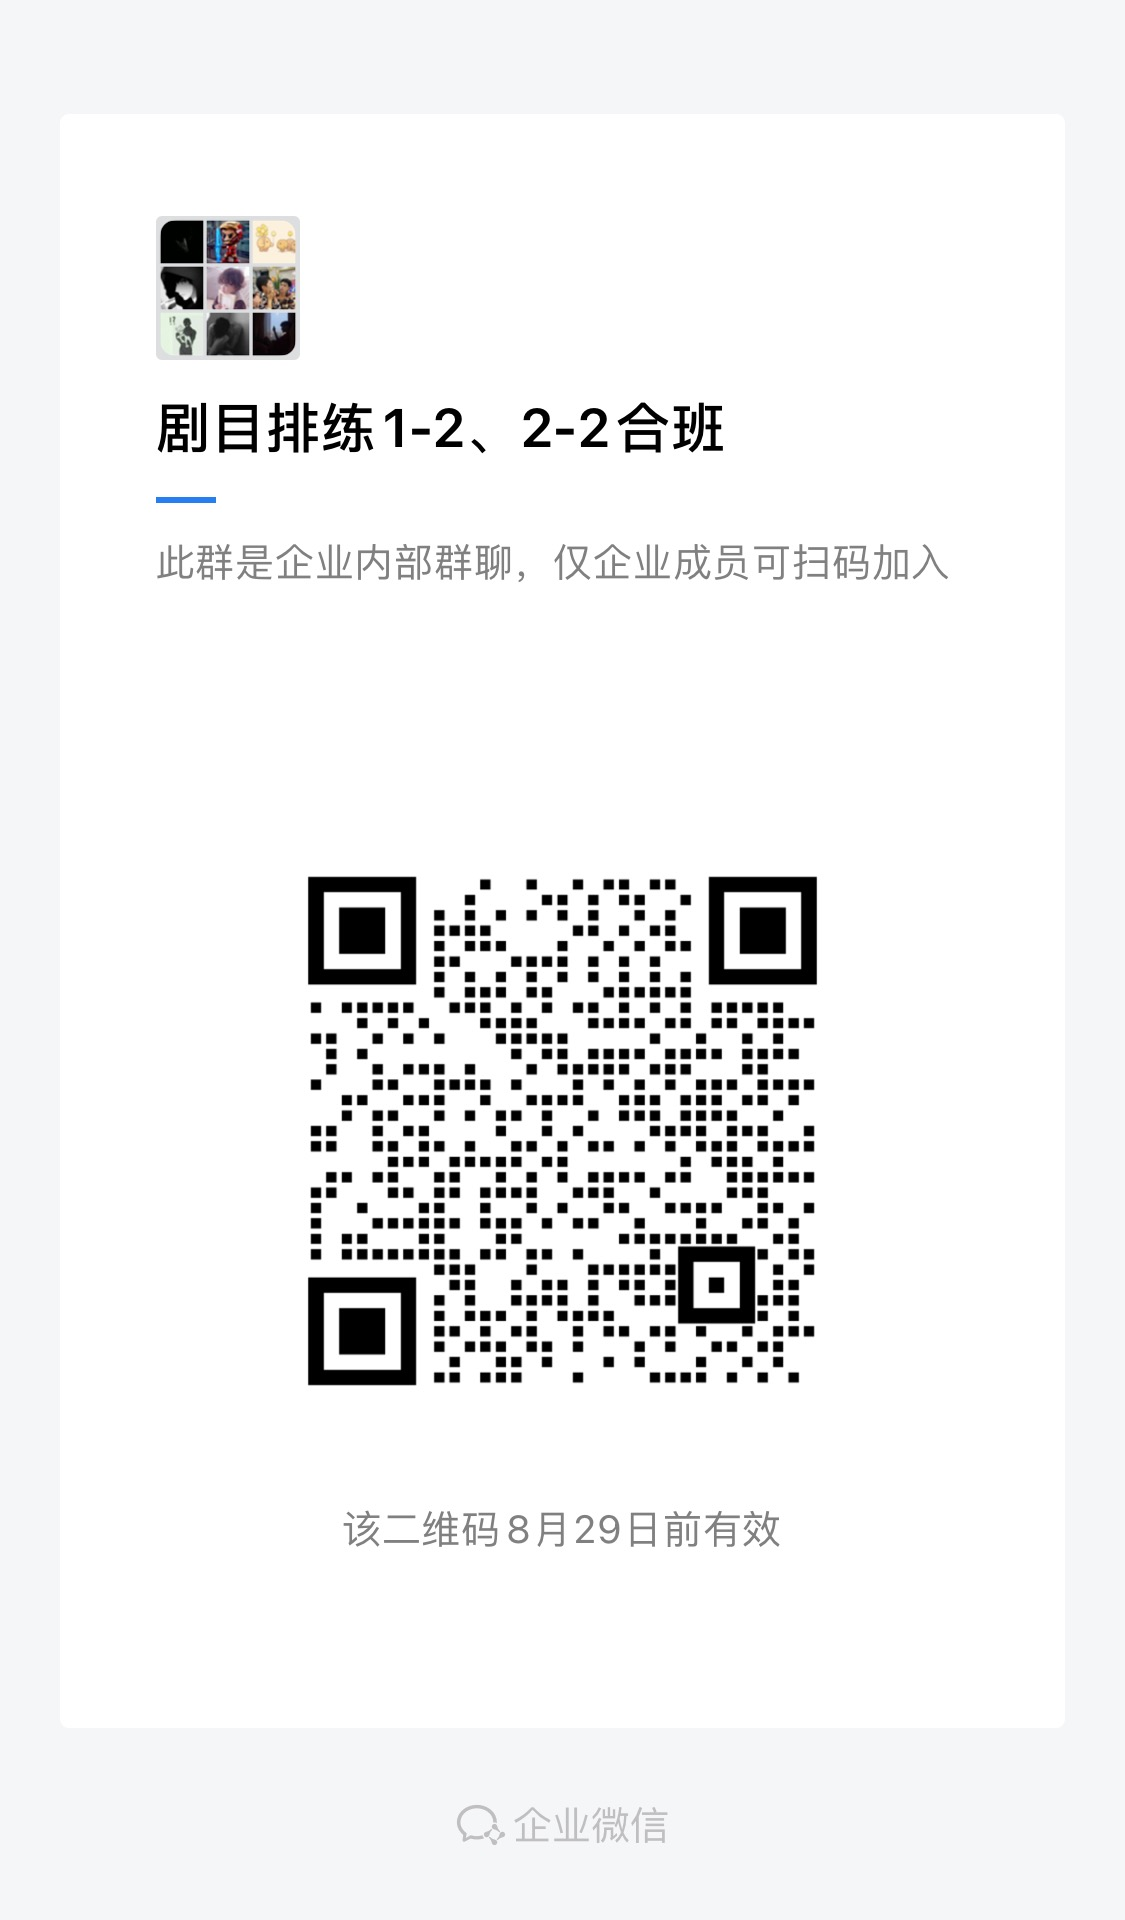 剧目排练1-2、2-2合班
此群是企业内部群聊，仅企业成员可扫码加入
该二维码8月29日前有效
企业微信